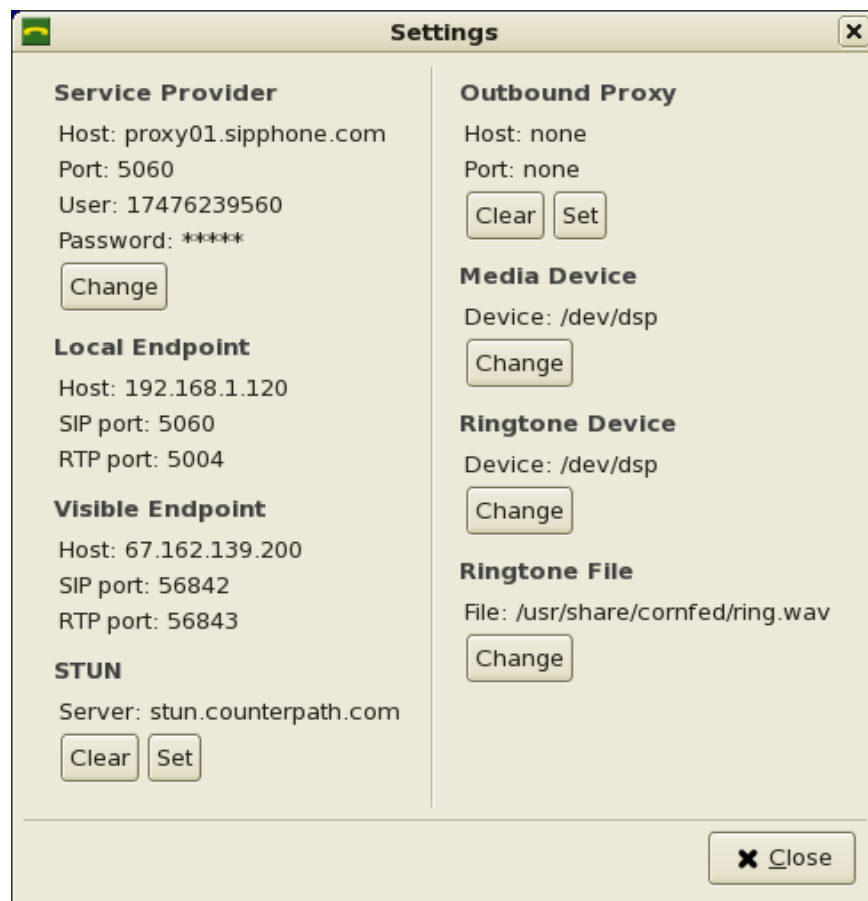 Settings
Service Provider
Host: proxy01.sipphone.com
Port: 5060
User: 17476239560
Password: *****
Change
Local Endpoint
Host: 192.168.1.120
SIP port: 5060
RTP port: 5004
Visible Endpoint
Host: 67.162.139.200
SIP port: 56842
RTP port: 56843
STUN
Server: stun.counterpath.com
Clear Set
Outbound Proxy
Host: none
Port: none
Clear Set
Media Device
Device: /dev/dsp
Change
Ringtone Device
Device: /dev/dsp
Change
Ringtone File
File: /usr/share/cornfed/ring.wav
Change
Close